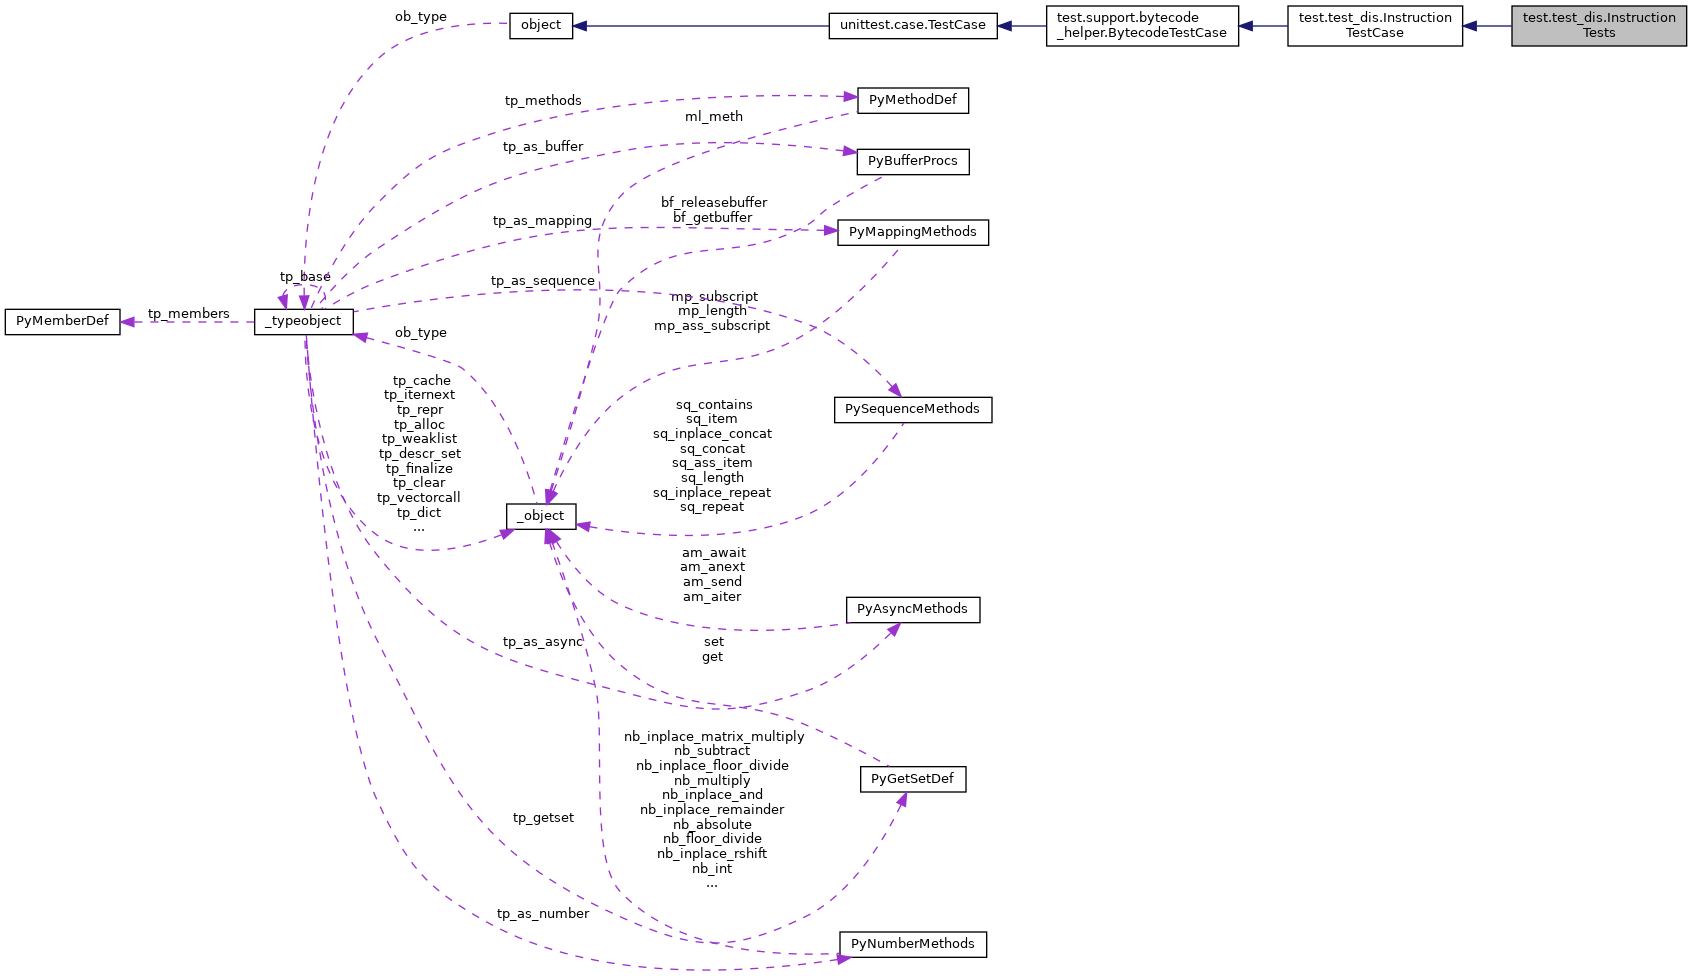 ob_type
object
unittest.case.TestCase
test.support.bytecode
_helper.BytecodeTestCase
test.test_dis.Instruction
TestCase
test.test_dis.Instruction
Tests
tp_methods
PyMethodDef
ml_meth
tp_as_buffer
PyBufferProcs
bf_releasebuffer
bf_getbuffer
tp_as_mapping
PyMappingMethods
tp_base
tp_as_sequence
mp_subscript
mp_length
mp_ass_subscript
PyMemberDef
tp_members
_typeobject
ob_type
tp_cache
tp_iternext
tp_repr
tp_alloc
tp_weaklist
tp_descr_set
tp_finalize
tp_clear
tp_vectorcall
tp_dict
...
sq_contains
sq_item
sq_inplace_concat
sq_concat
sq_ass_item
sq_length
sq_inplace_repeat
sq_repeat
PySequenceMethods
_object
am_await
am_anext
am_send
am_aiter
PyAsyncMethods
tp_as_async
set
get
nb_inplace_matrix_multiply
nb_subtract
nb_inplace_floor_divide
nb_multiply
nb_inplace_and
nb_inplace_remainder
nb_absolute
nb_floor_divide
nb_inplace_rshift
nb_int
...
PyGetSetDef
tp_getset
tp_as_number
PyNumberMethods